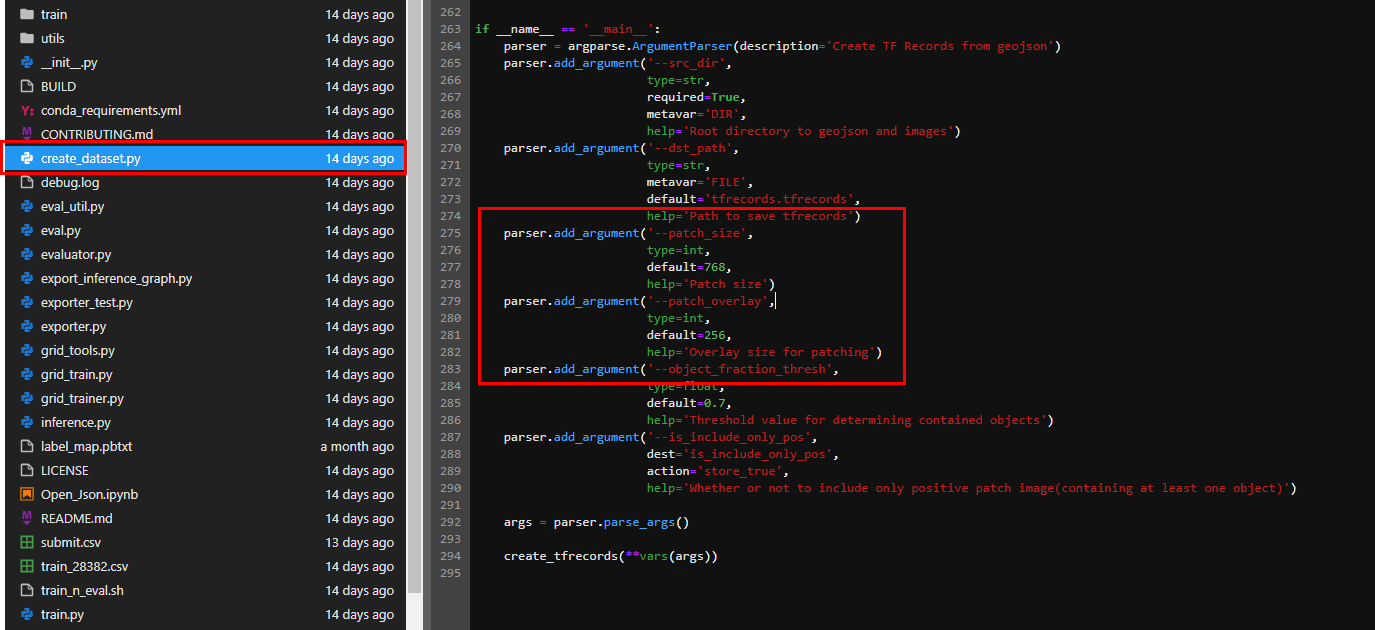 train 14 days ago
utils 14 days ago
__init__.py 14 days ago
BUILD 14 days ago
Y: conda_requirements.yml 14 days ago
M CONTRIBUTING.md 14 days ago
create_dataset.py 14 days ago
debug.log 14 days ago
eval_util.py 14 days ago
eval.py 14 days ago
evaluator.py 14 days ago
export_inference_graph.py 14 days ago
exporter_test.py 14 days ago
exporter.py 14 days ago
grid_tools.py 14 days ago
grid_train.py 14 days ago
grid_trainer.py 14 days ago
inference.py 14 days ago
label_map.pbtxt a month ago
LICENSE 14 days ago
Open_Json.ipynb 14 days ago
M README.md 14 days ago
submit.csv 13 days ago
train_28382.csv 14 days ago
train_n_eval.sh 14 days ago
train.py 14 days ago
262
263 if __name__ == '__main__':
264 parser = argparse.ArgumentParser(description='Create TF Records from geojson')
265 parser.add_argument('--src_dir',
266 type=str,
267 required=True,
268 metavar='DIR',
269 help='Root directory to geojson and images')
270 parser.add_argument('--dst_path',
271 type=str,
272 metavar='FILE',
273 default='tfrecords.tfrecords',
274 help='Path to save tfrecords')
275 parser.add_argument('--patch_size',
276 type=int,
277 default=768,
278 help='Patch size')
279 parser.add_argument('--patch_overlay',
280 type=int,
281 default=256,
282 help='Overlay size for patching')
283 parser.add_argument('--object_fraction_thresh',
284 type=float,
285 default=0.7,
286 help='Threshold value for determining contained objects')
287 parser.add_argument('--is_include_only_pos',
288 dest='is_include_only_pos',
289 action='store_true',
290 help='Whether or not to include only positive patch image(containing at least one object)')
291
292 args = parser.parse_args()
293
294 create_tfrecords(**vars(args))
295